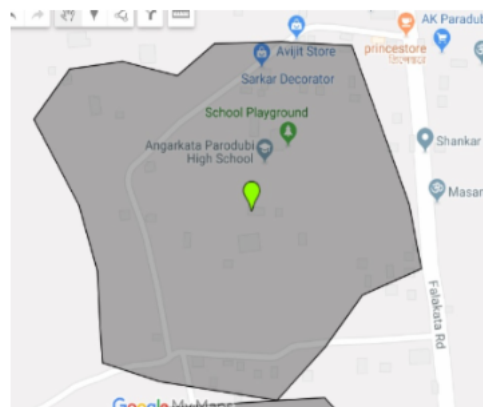 AK Paradub
Avijit Store
princestore
Sarkar Decorator
School Playground
Angarkata Parodubi
High School
Shankar
Masan
Falakata Rd
Google My Maps